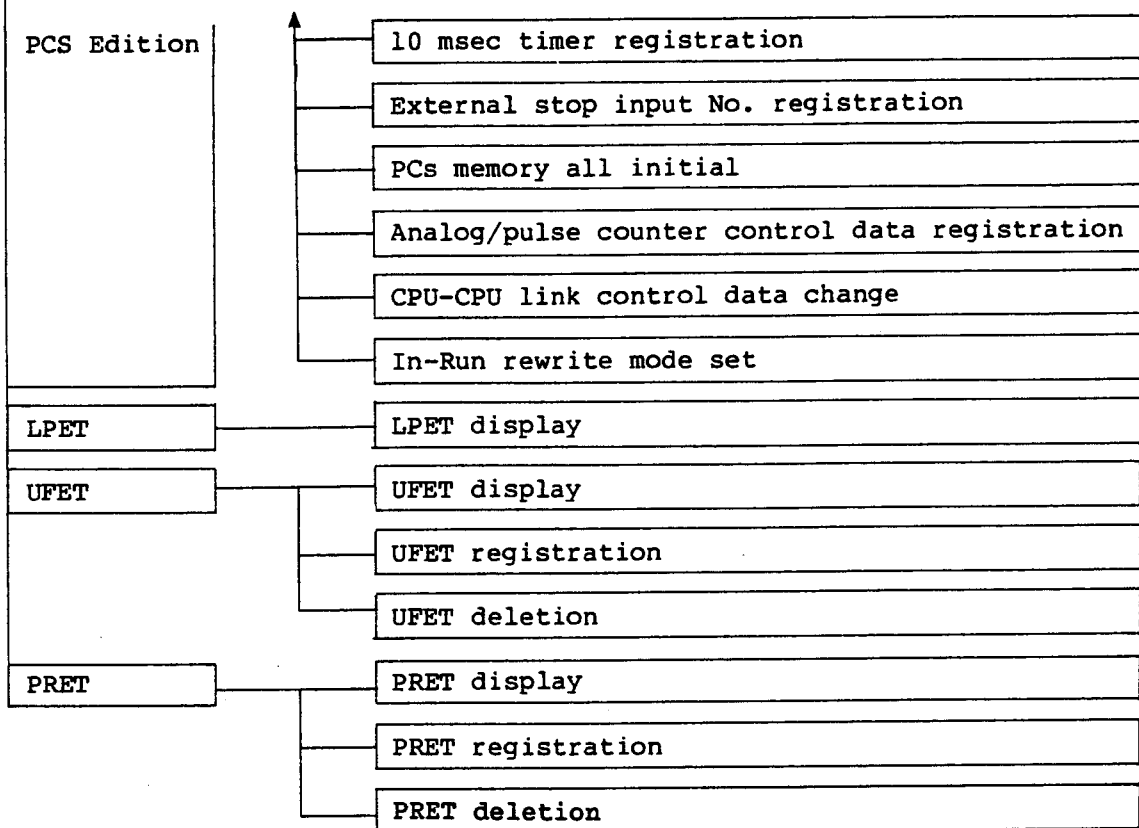 PCS Edition
10 msec timer registration
External stop input No. registration
PCs memory all initial
Analog/pulse counter control data registration
CPU-CPU link control data change
In-Run rewrite mode set
LPET
LPET display
UFET
UFET display
UFET registration
UFET deletion
PRET
PRET display
PRET registration
PRET deletion